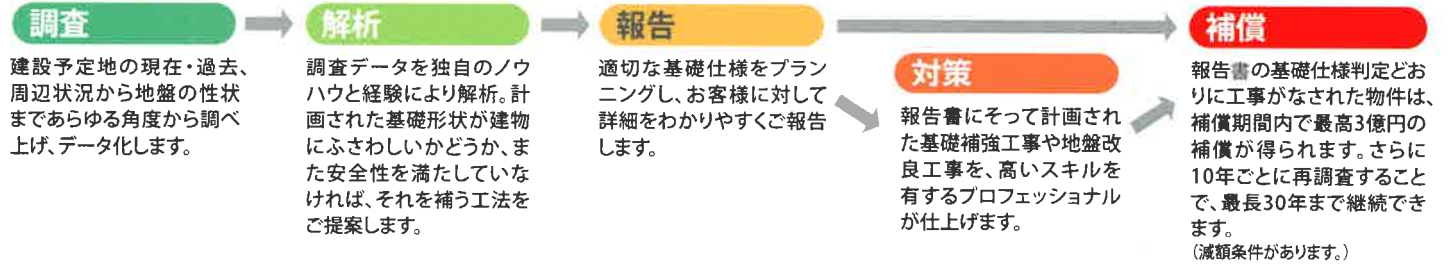 調査
建設予定地の現在・過去、
周辺状況から地盤の性状
まであらゆる角度から調べ
上げ、データ化します。
解析
調査データを独自のノウ
ハウと経験により解析。計
画された基礎形状が建物
にふさわしいかどうか、ま
た安全性を満たしていな
ければ、それを補う工法を
ご提案します。
報告
適切な基礎仕様をプラン
ニングし、お客様に対して
詳細をわかりやすくご報告
します。
対策
報告書にそって計画され
た基礎補強工事や地盤改
良工事を、高いスキルを
有するプロフェッショナル
が仕上げます。
補償
報告書の基礎仕様判定どお
りに工事がなされた物件は、
補償期間内で最高3億円の
補償が得られます。さらに
10年ごとに再調査すること
で、最長30年まで継続でき
ます。
(減額条件があります。)